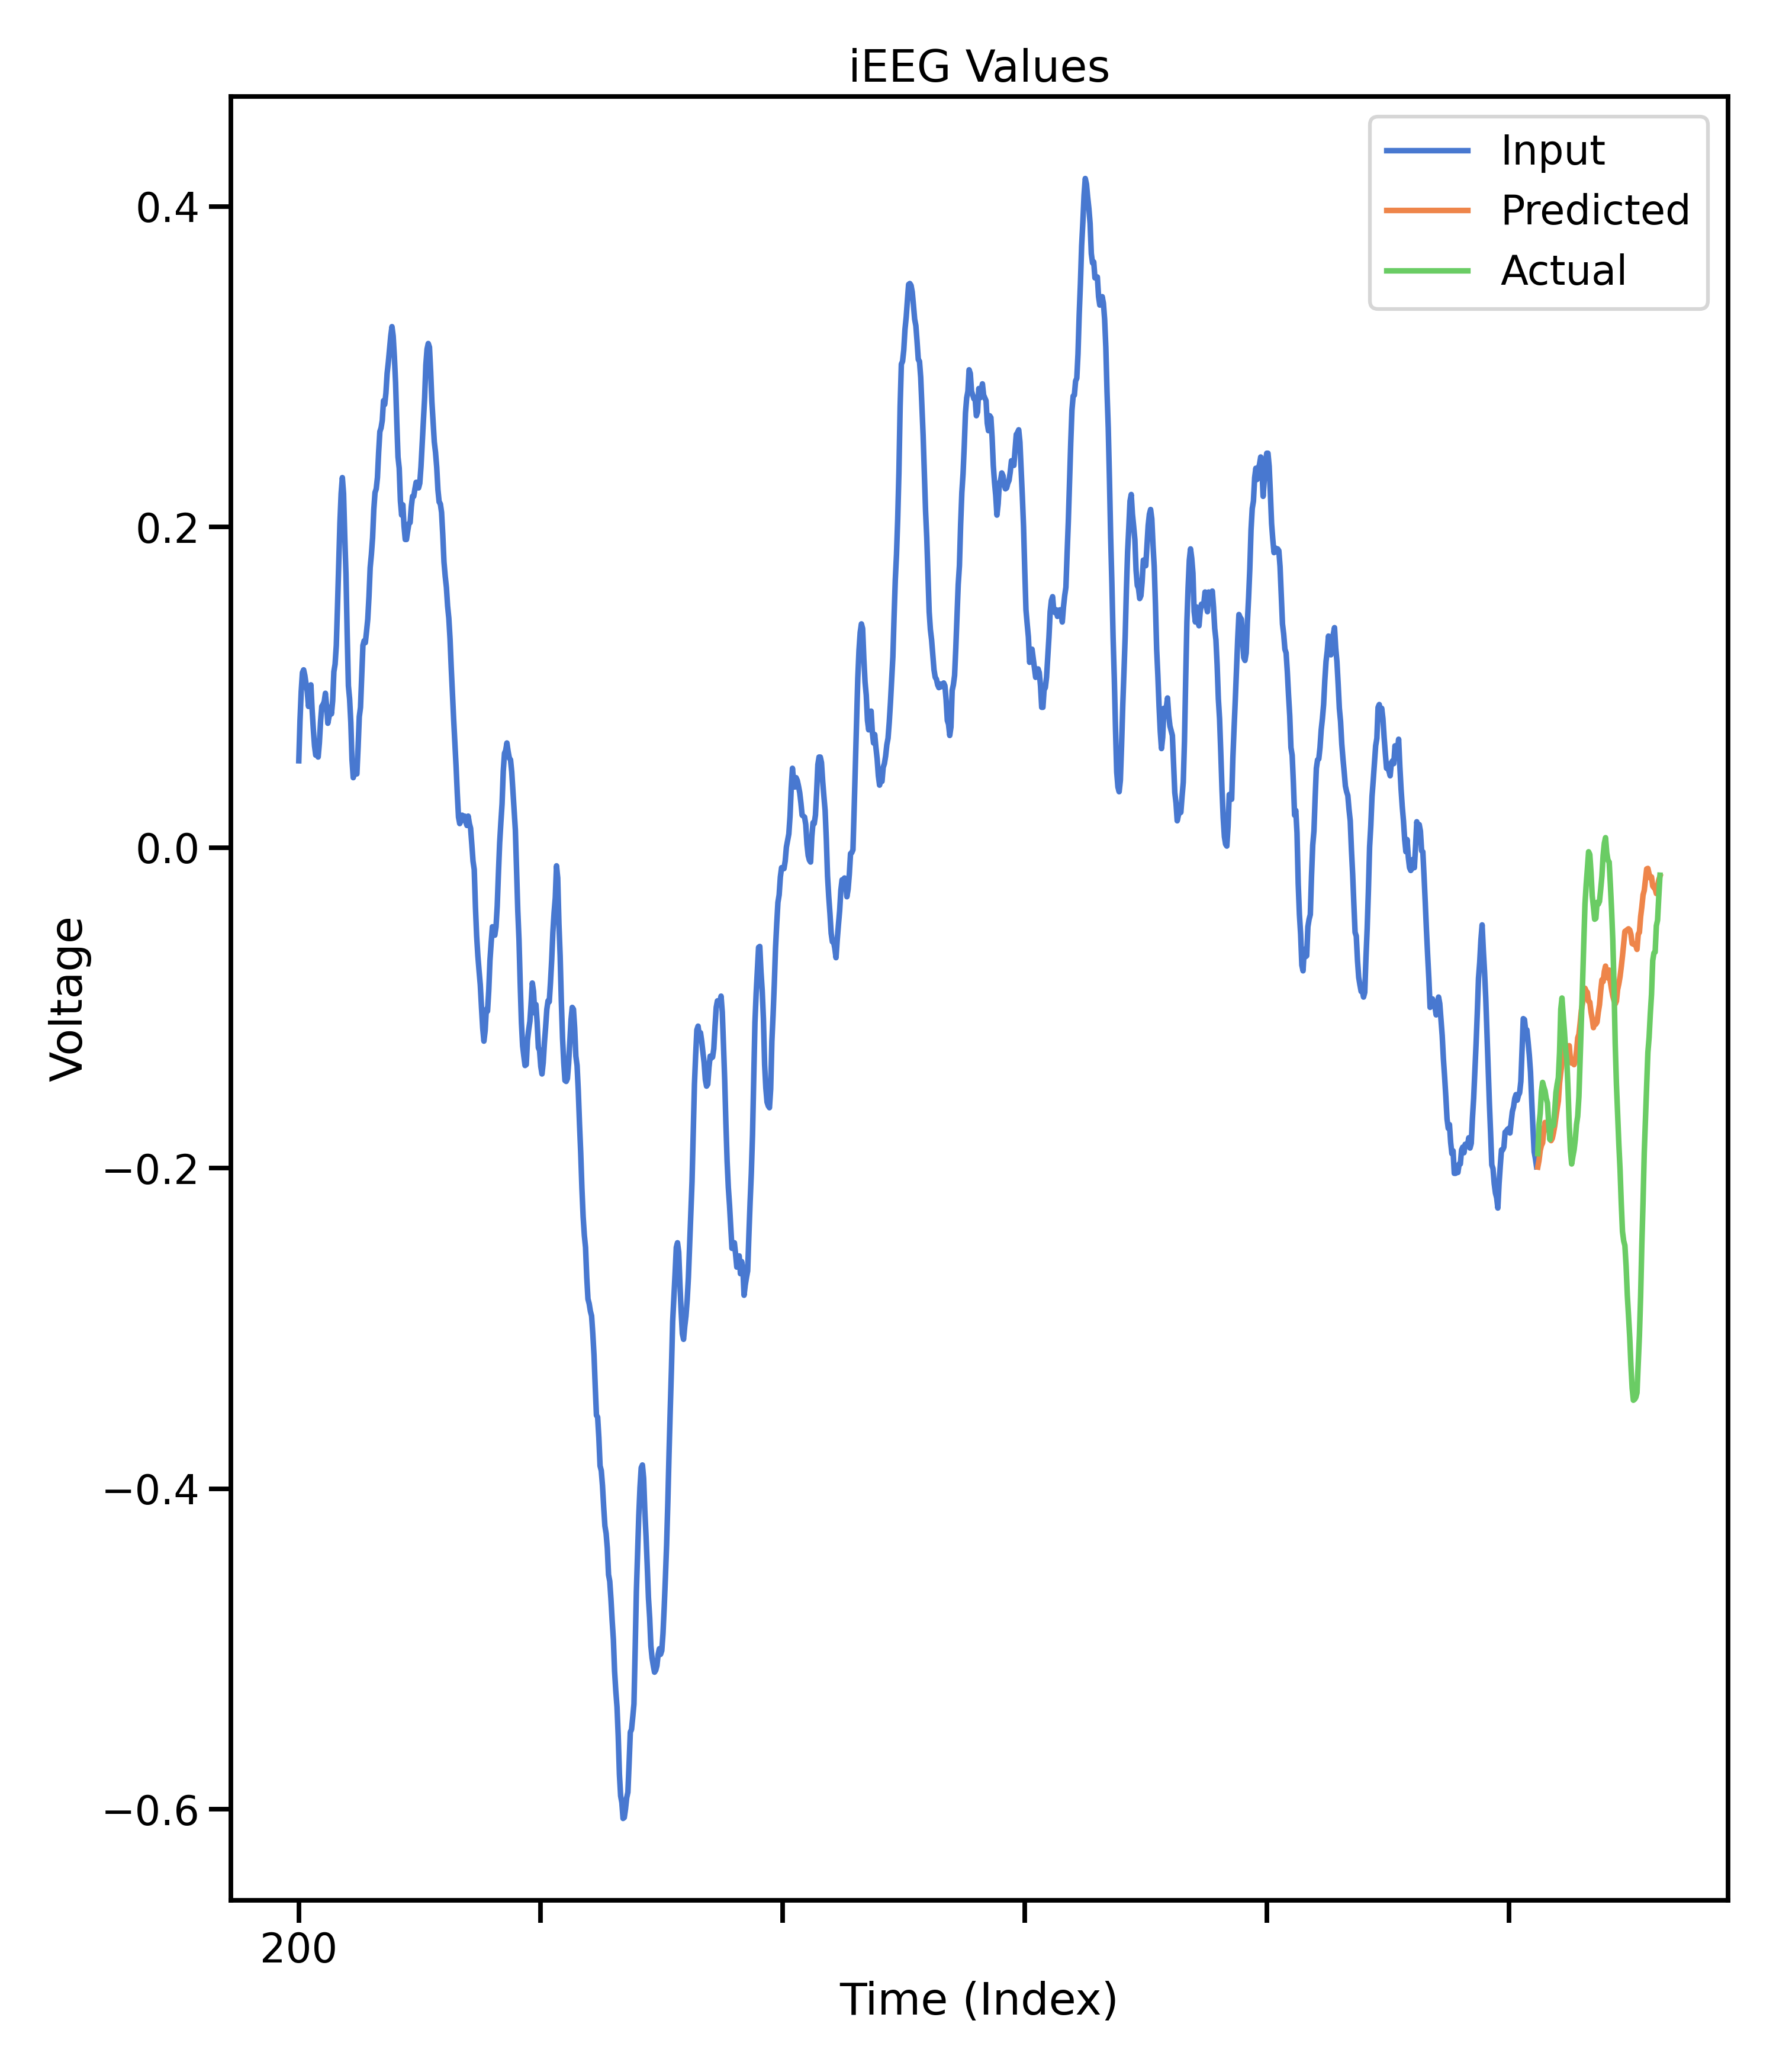 iEEG Values
Input
Predicted
Actual
0.4
0.2
0.0
−0.2
−0.4
−0.6
Voltage
200
Time (Index)